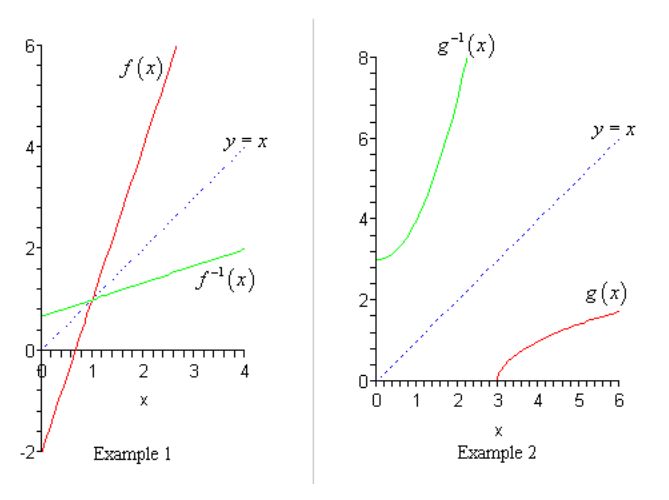 6
f(x)
4
y = x
2
f⁻¹(x)
0
0 1 2 3 4
x
-2
Example 1
g⁻¹(x)
8
y = x
6
4
g(x)
2
0
0 1 2 3 4 5 6
x
Example 2